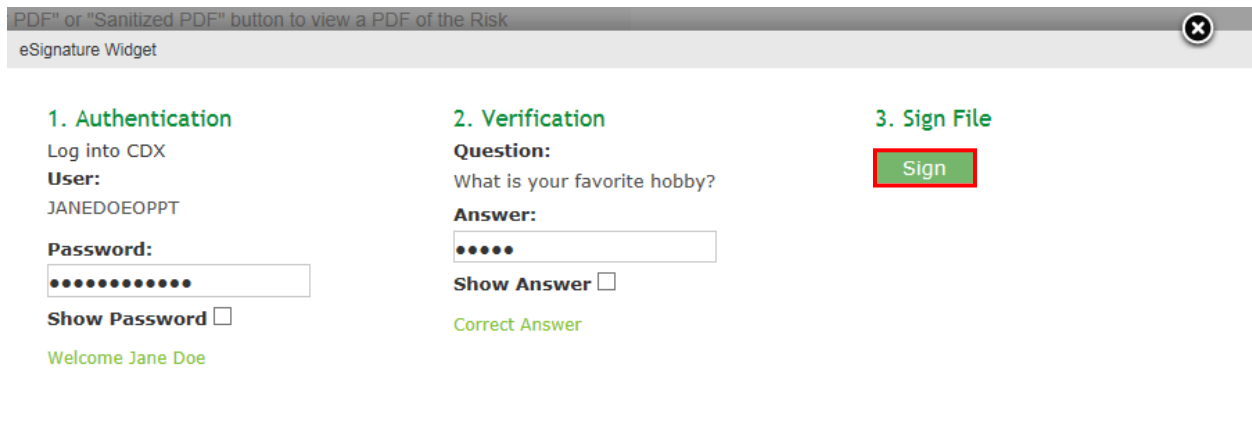 PDF" or "Sanitized PDF" button to view a PDF of the Risk
eSignature Widget
1. Authentication
Log into CDX
User:
JANEDOEOPPT
Password:
••••••••••••
Show Password
Welcome Jane Doe
2. Verification
Question:
What is your favorite hobby?
Answer:
•••••
Show Answer
Correct Answer
3. Sign File
Sign